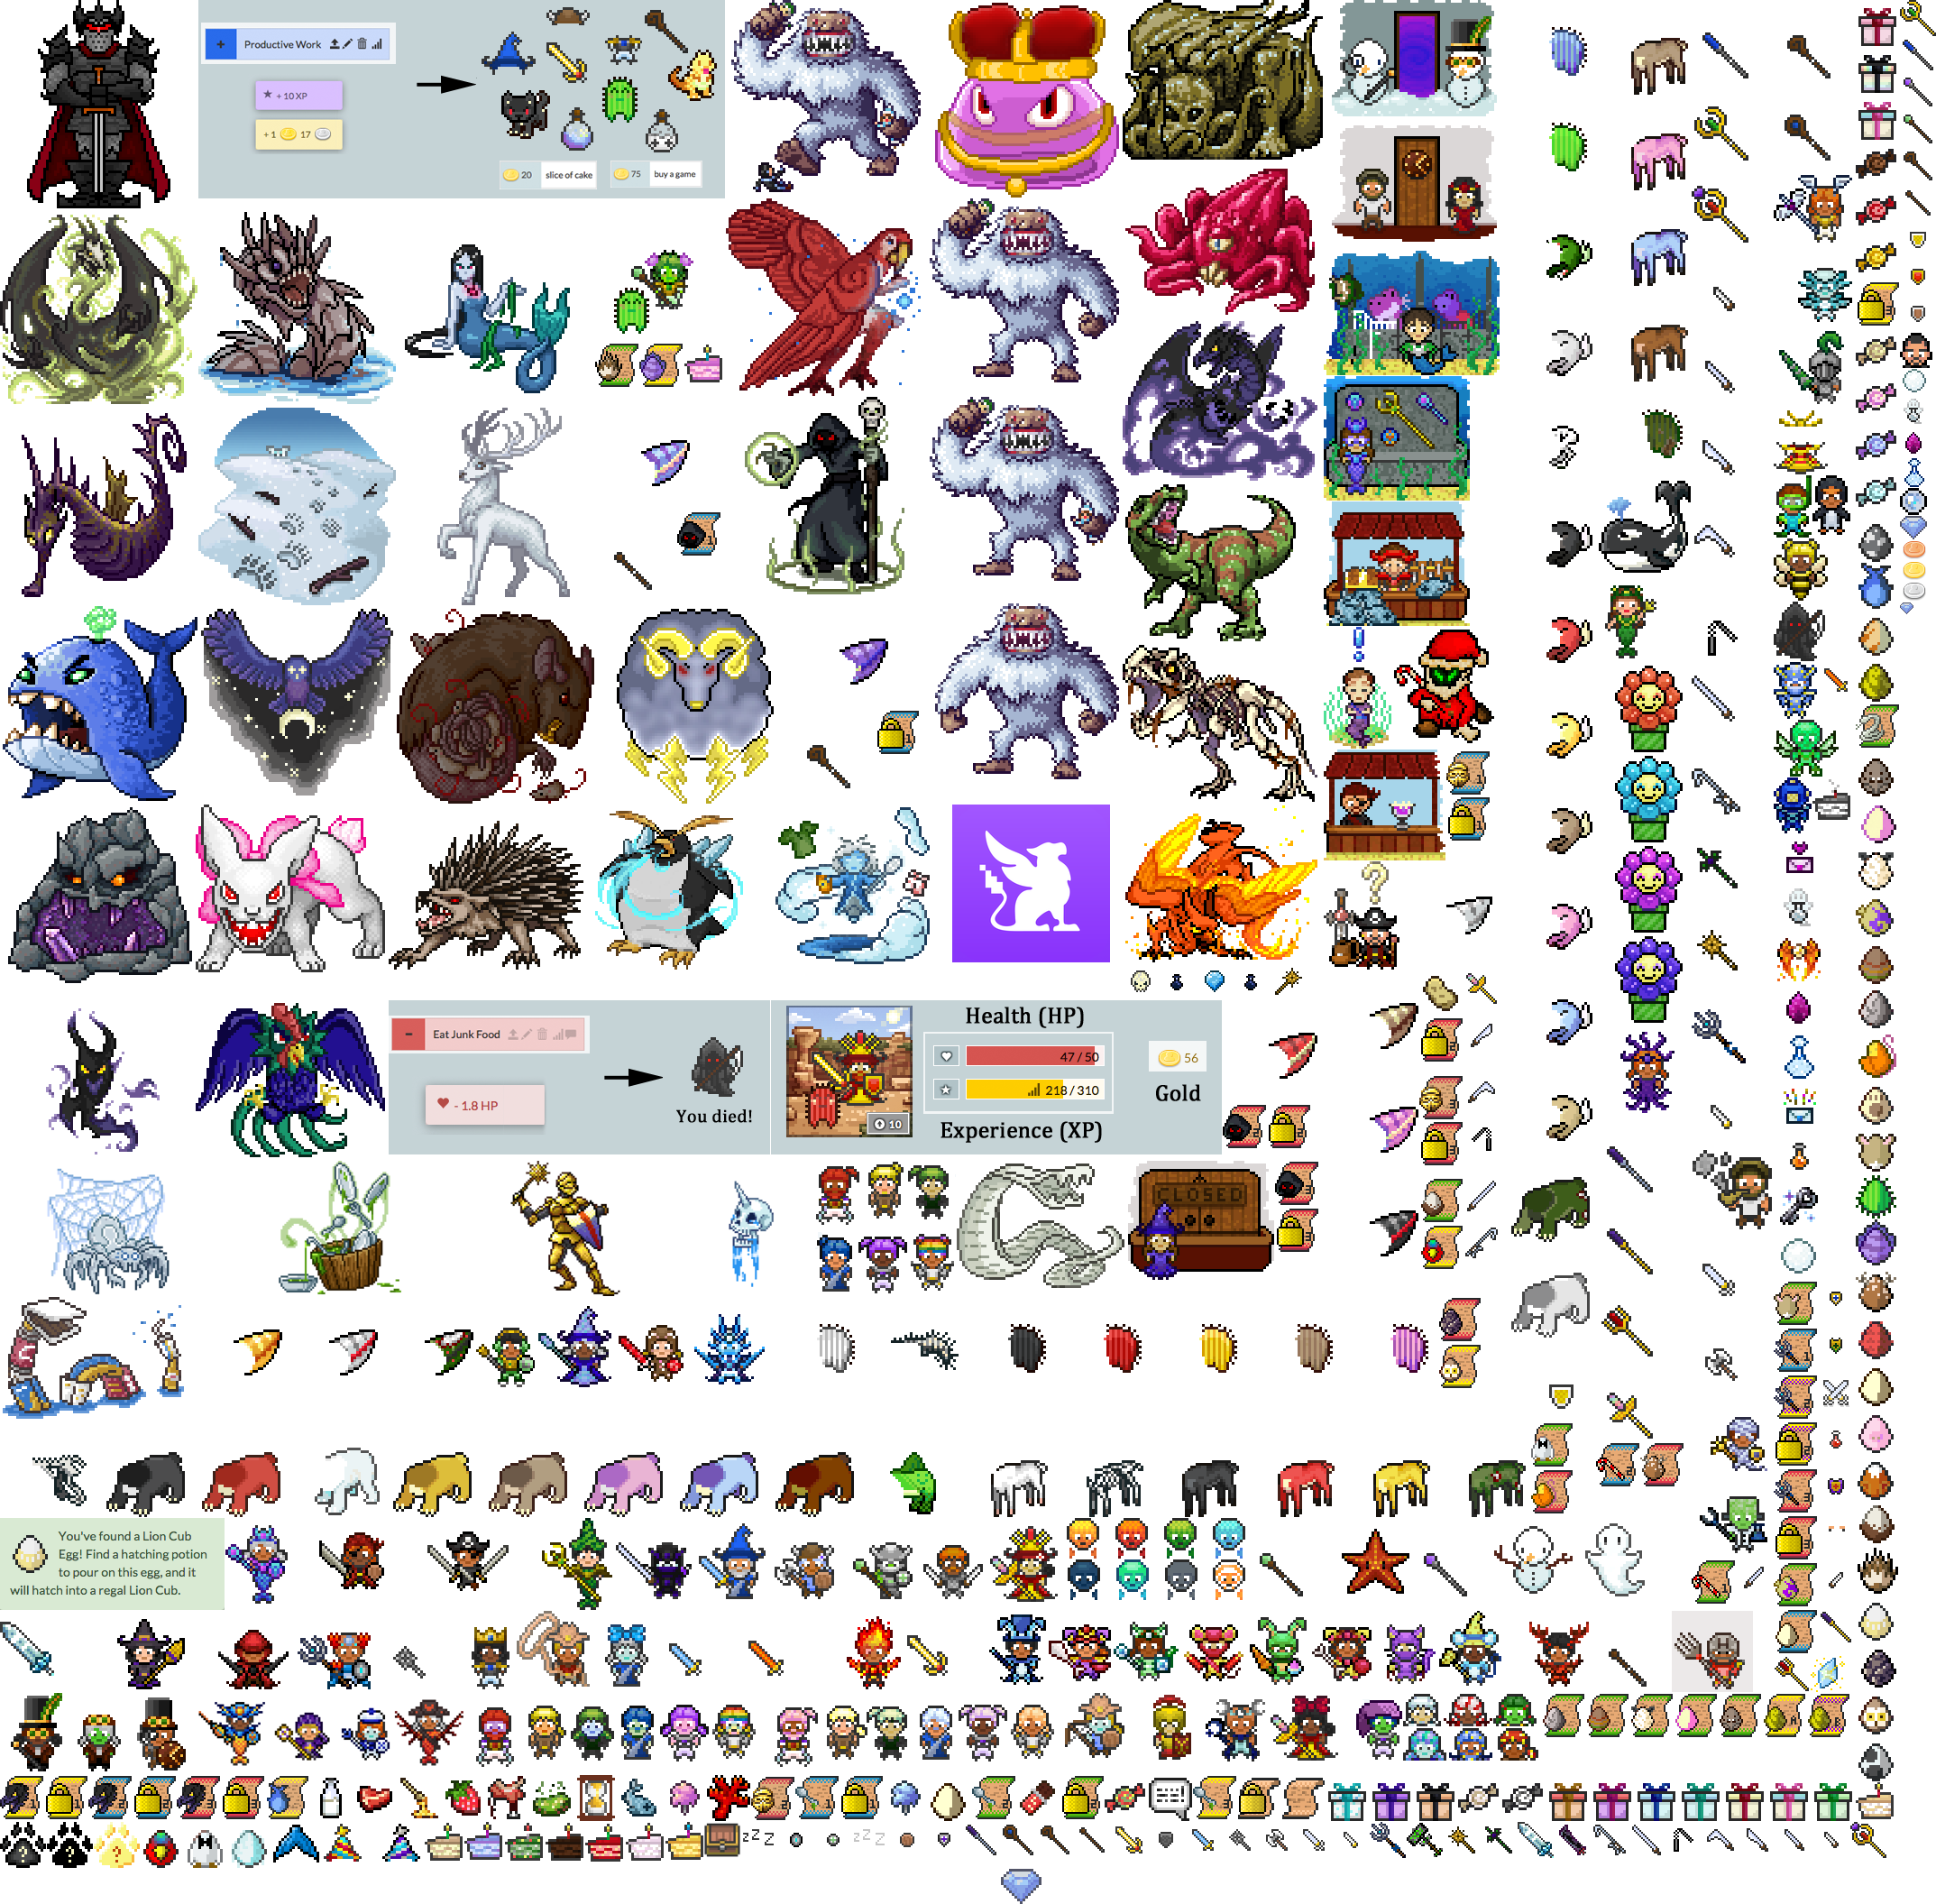 Productive Work
+ 10 XP
+ 1 17
20 slice of cake
75 buy a game
Eat Junk Food
- 1.8 HP
You died!
Health (HP)
47 / 50
218 / 310
10
Experience (XP)
56
Gold
CLOSED
You've found a Lion Cub
Egg! Find a hatching potion
to pour on this egg, and it
will hatch into a regal Lion Cub.
zzZ
zzZ